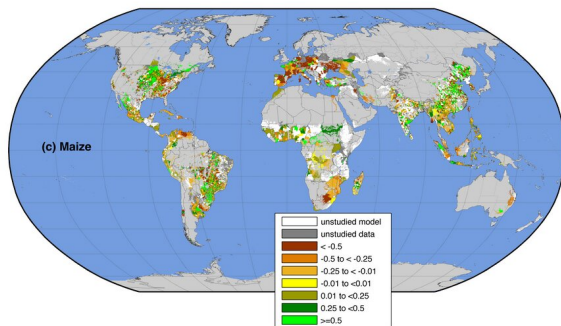 (c) Maize
unstudied model
unstudied data
< -0.5
-0.5 to < -0.25
-0.25 to < -0.01
-0.01 to <0.01
0.01 to <0.25
0.25 to <0.5
>=0.5